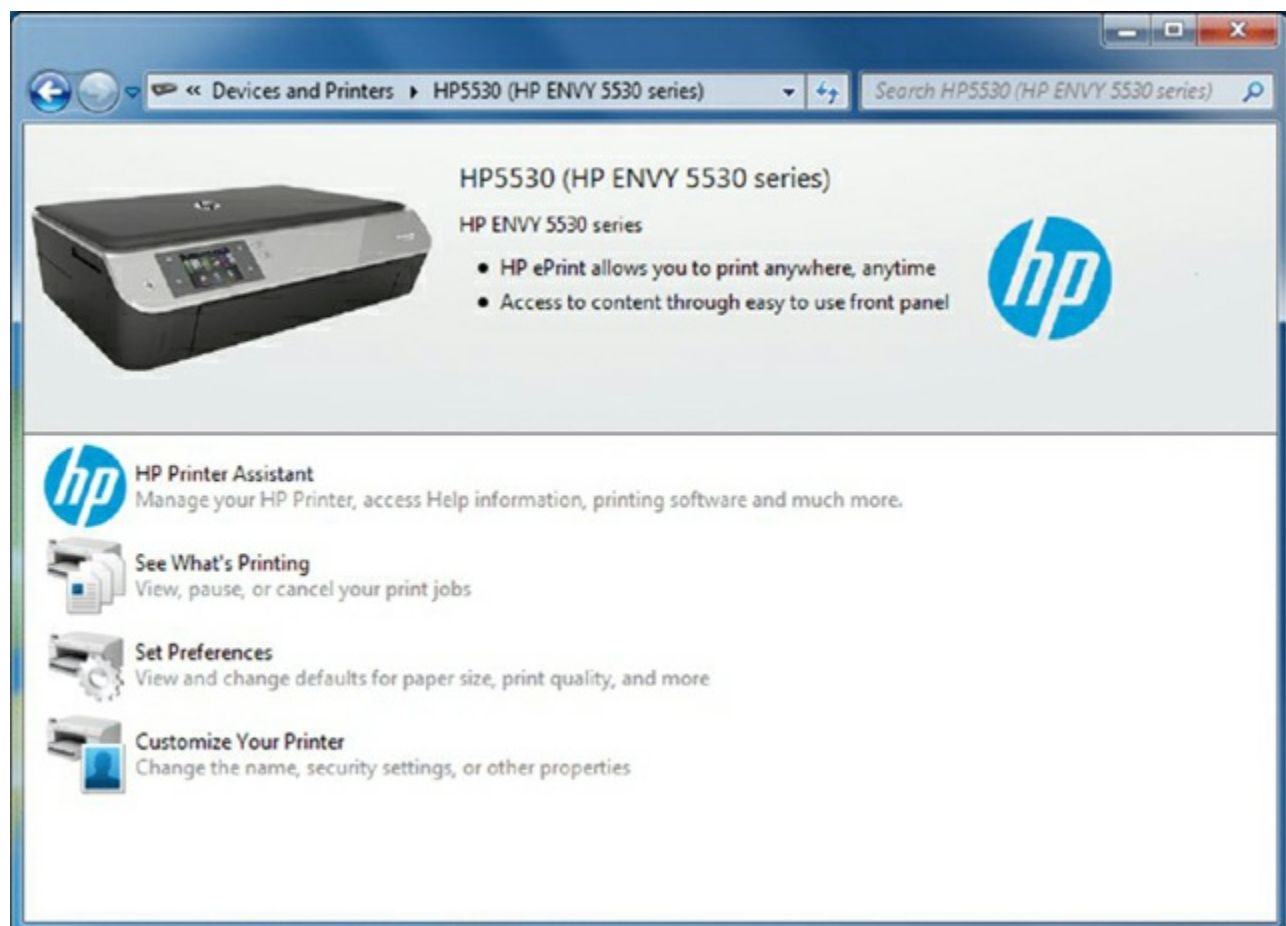 « Devices and Printers ▸ HP5530 (HP ENVY 5530 series)
Search HP5530 (HP ENVY 5530 series)
HP5530 (HP ENVY 5530 series)
HP ENVY 5530 series
• HP ePrint allows you to print anywhere, anytime
• Access to content through easy to use front panel
hp
hp
HP Printer Assistant
Manage your HP Printer, access Help information, printing software and much more.
See What's Printing
View, pause, or cancel your print jobs
Set Preferences
View and change defaults for paper size, print quality, and more
Customize Your Printer
Change the name, security settings, or other properties